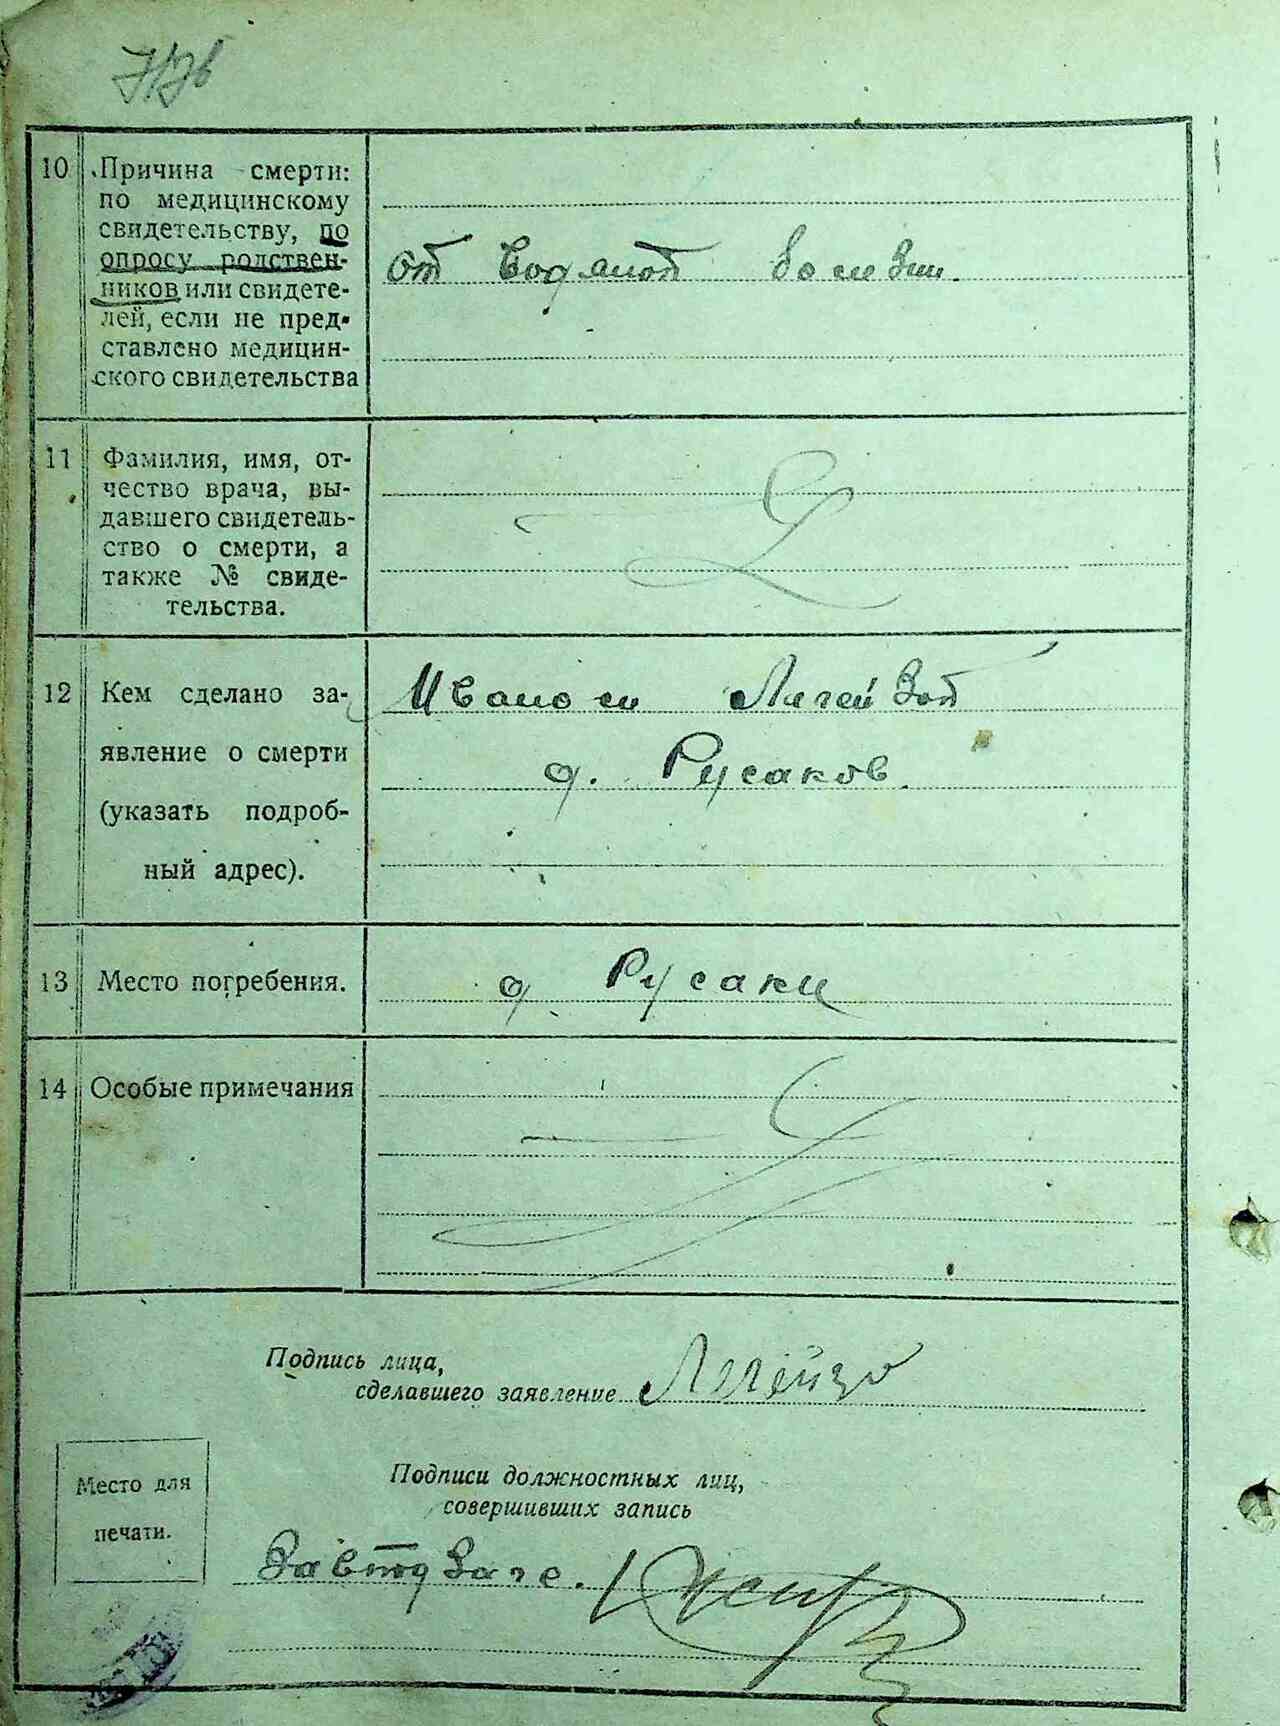 10 Причина смерти:
по медицинскому
свидетельству, по
опросу родствен-
ников или свидете-
лей, если не пред-
ставлено медицин-
ского свидетельства
от водяной болезни.
11 Фамилия, имя, от-
чество врача, вы-
давшего свидетель-
ство о смерти, а
также № свиде-
тельства.
12 Кем сделано за-
явление о смерти
(указать подроб-
ный адрес).
д. Русаков.
13 Место погребения.
д Русаки
14 Особые примечания
Подпись лица,
сделавшего заявление
Место для
печати.
Подписи должностных лиц,
совершивших запись